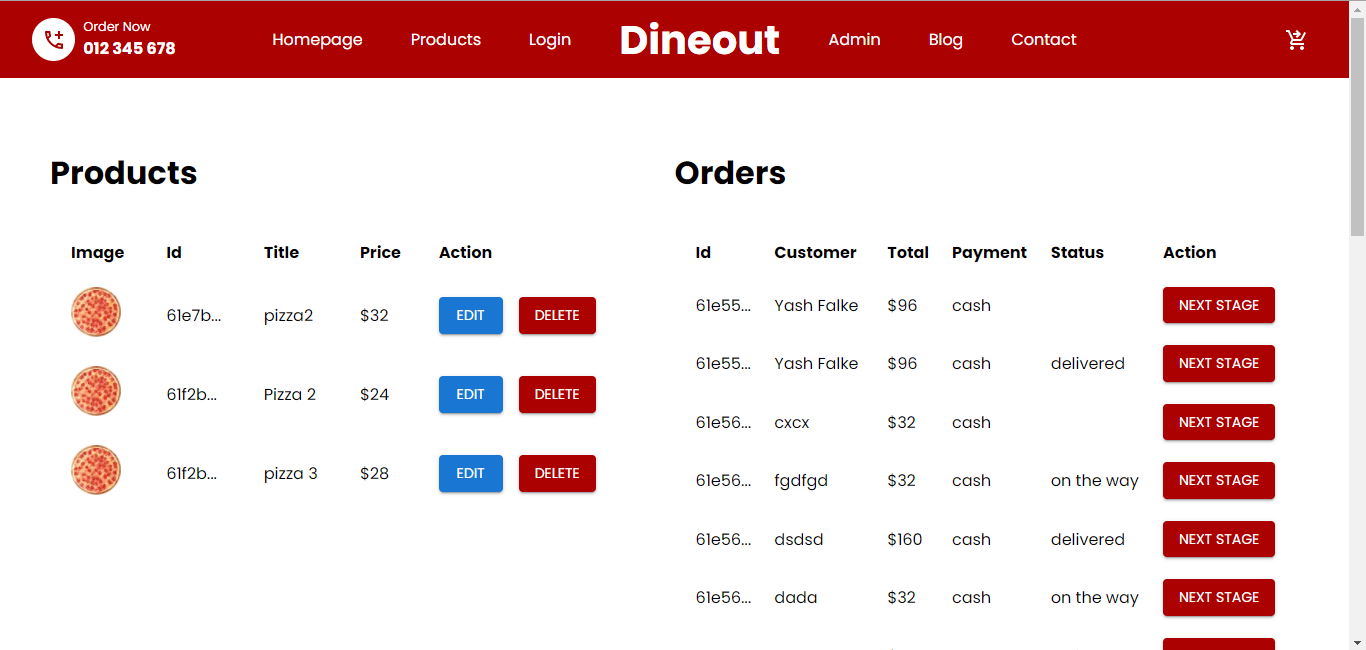 Order Now
012 345 678
Homepage Products Login Dineout Admin Blog Contact
Products
Image Id Title Price Action
61e7b... pizza2 $32 EDIT DELETE
61f2b... Pizza 2 $24 EDIT DELETE
61f2b... pizza 3 $28 EDIT DELETE
Orders
Id Customer Total Payment Status Action
61e55... Yash Falke $96 cash NEXT STAGE
61e55... Yash Falke $96 cash delivered NEXT STAGE
61e56... cxcx $32 cash NEXT STAGE
61e56... fgdfgd $32 cash on the way NEXT STAGE
61e56... dsdsd $160 cash delivered NEXT STAGE
61e56... dada $32 cash on the way NEXT STAGE